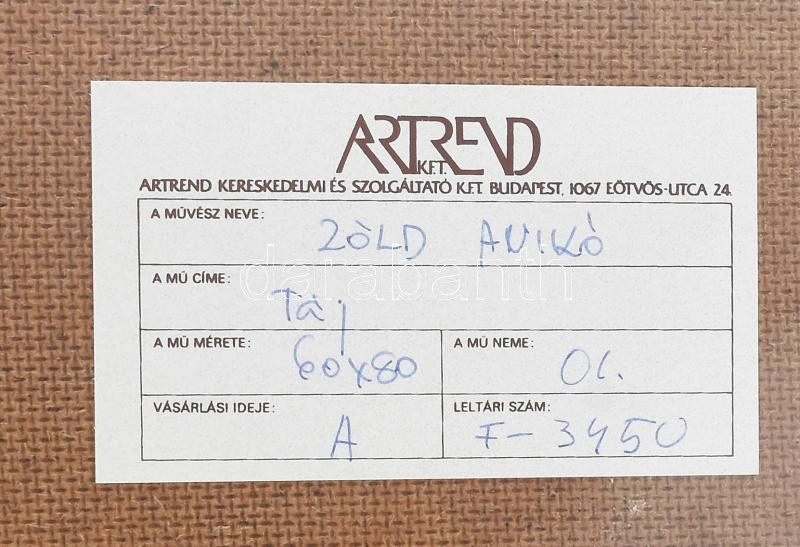 ARTREND
K.F.T.
ARTREND KERESKEDELMI ÉS SZOLGÁLTATÓ K.F.T. BUDAPEST, 1067 EÖTVÖS-UTCA 24.
A MŰVÉSZ NEVE: ZÖLD ANIKÓ
A MŰ CÍME: Táj
A MŰ MÉRETE: 60x80 A MŰ NEME: Ol.
VÁSÁRLÁSI IDEJE: A LELTÁRI SZÁM: F-3450
darabanth